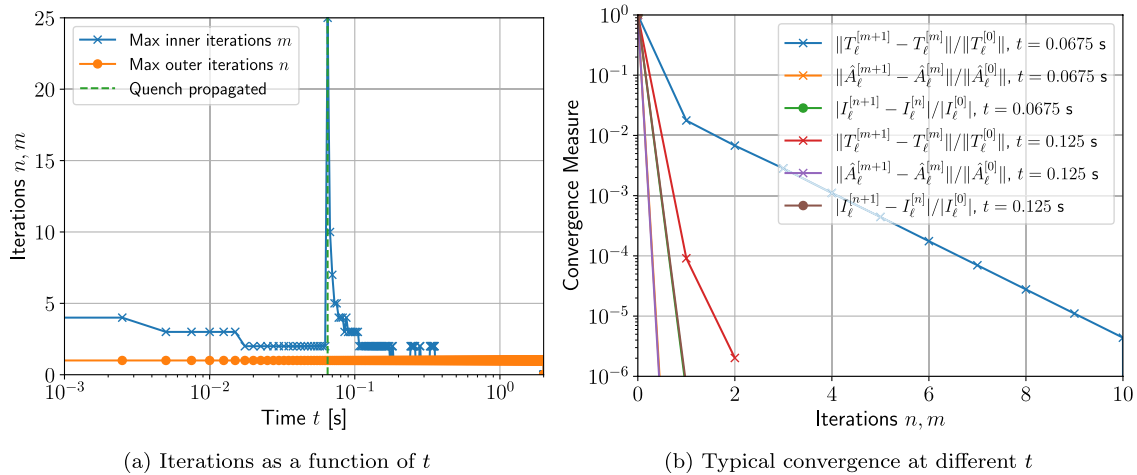 25
20
15
10
5
0
Iterations n, m
Max inner iterations m
Max outer iterations n
Quench propagated
10^{-3}
10^{-2}
10^{-1}
10^{0}
Time t [s]
(a) Iterations as a function of t
10^{0}
10^{-1}
10^{-2}
10^{-3}
10^{-4}
10^{-5}
10^{-6}
Convergence Measure
‖T_ℓ^{[m+1]} − T_ℓ^{[m]}‖/‖T_ℓ^{[0]}‖, t = 0.0675 s
‖Â_ℓ^{[m+1]} − Â_ℓ^{[m]}‖/‖Â_ℓ^{[0]}‖, t = 0.0675 s
|I_ℓ^{[n+1]} − I_ℓ^{[n]}|/|I_ℓ^{[0]}|, t = 0.0675 s
‖T_ℓ^{[m+1]} − T_ℓ^{[m]}‖/‖T_ℓ^{[0]}‖, t = 0.125 s
‖Â_ℓ^{[m+1]} − Â_ℓ^{[m]}‖/‖Â_ℓ^{[0]}‖, t = 0.125 s
|I_ℓ^{[n+1]} − I_ℓ^{[n]}|/|I_ℓ^{[0]}|, t = 0.125 s
0
2
4
6
8
10
Iterations n, m
(b) Typical convergence at different t